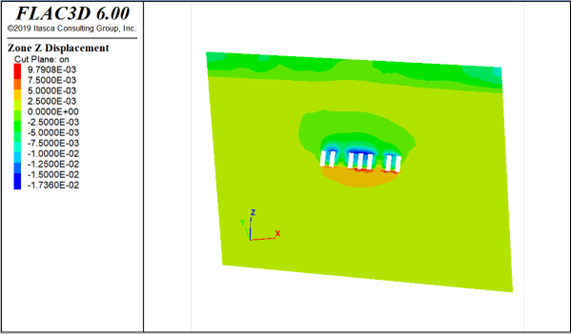 FLAC3D 6.00
©2019 Itasca Consulting Group, Inc.
Zone Z Displacement
Cut Plane: on
9.7908E-03
7.5000E-03
5.0000E-03
2.5000E-03
0.0000E+00
-2.5000E-03
-5.0000E-03
-7.5000E-03
-1.0000E-02
-1.2500E-02
-1.5000E-02
-1.7360E-02
Z
Y
X